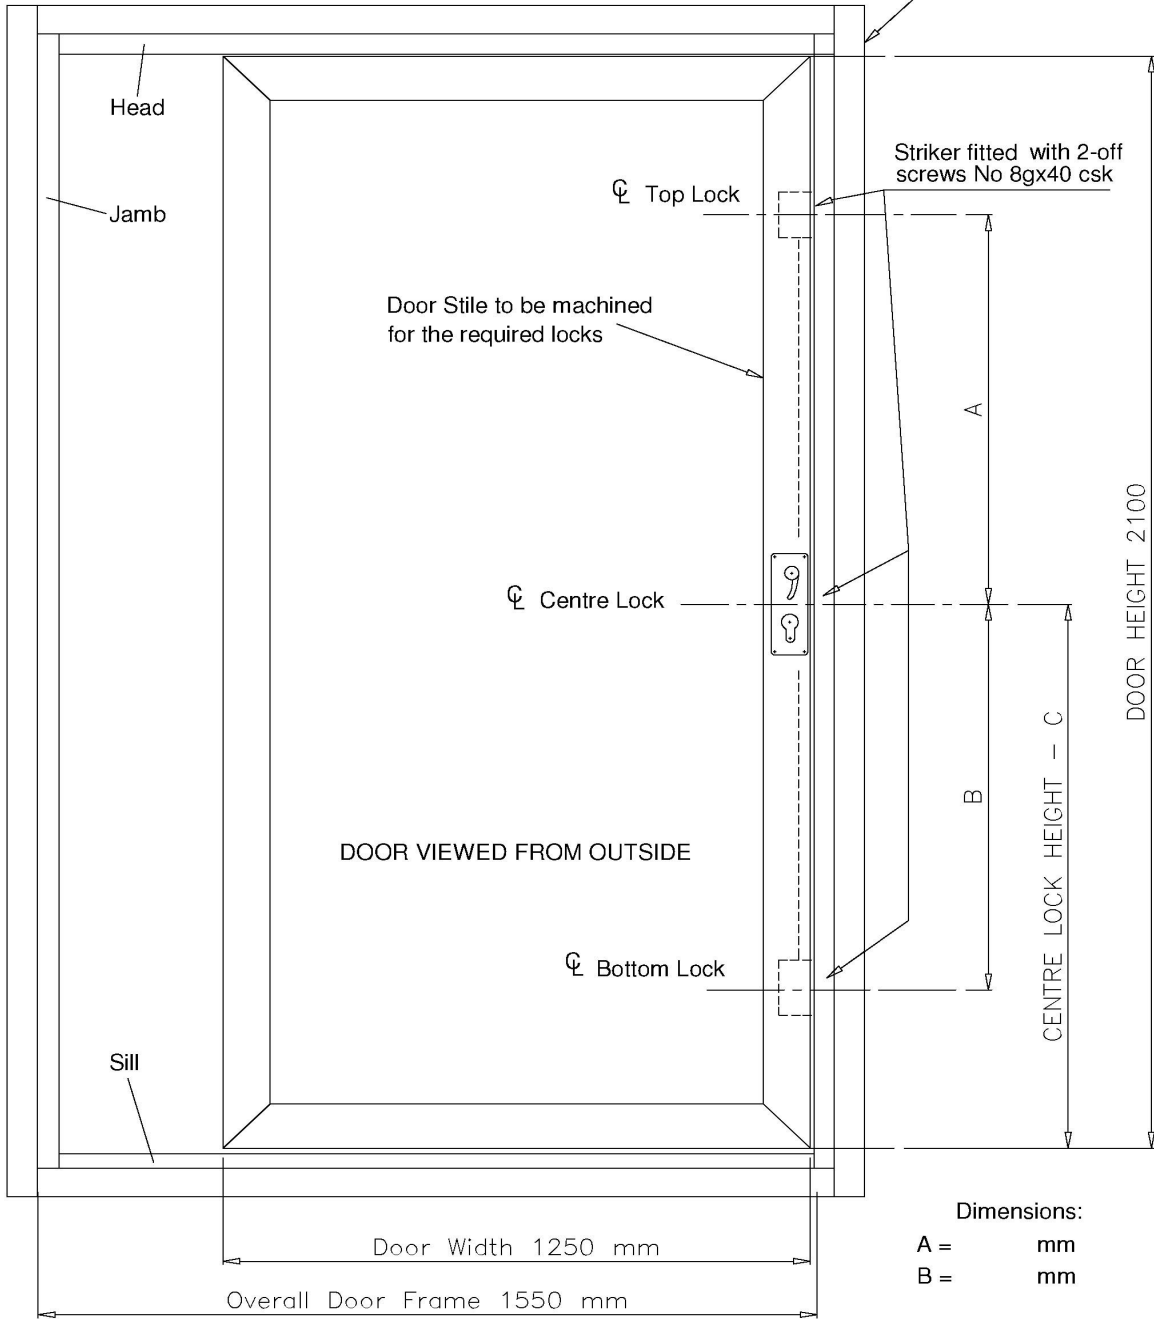 Head
Striker fitted with 2-off
screws No 8gx40 csk
℄ Top Lock
Jamb
Door Stile to be machined
for the required locks
A
DOOR HEIGHT 2100
℄ Centre Lock
CENTRE LOCK HEIGHT - C
B
DOOR VIEWED FROM OUTSIDE
℄ Bottom Lock
Sill
Dimensions:
A = mm
B = mm
Door Width 1250 mm
Overall Door Frame 1550 mm